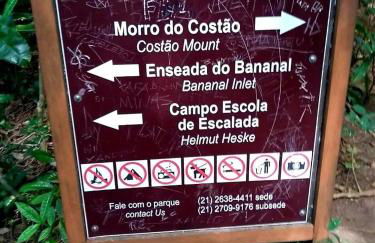 Morro do Costão
Costão Mount
Enseada do Bananal
Bananal Inlet
Campo Escola
de Escalada
Helmut Heske
Fale com o parque (21) 2638-4411 sede
contact Us (21) 2709-9176 subsede